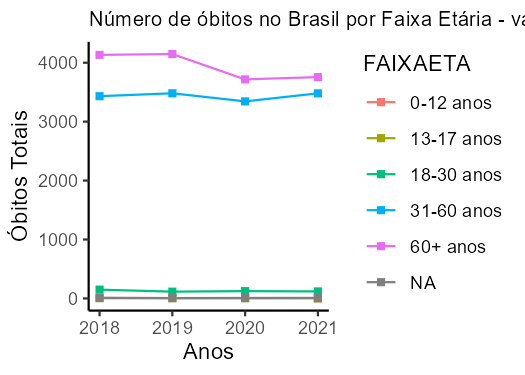 Número de óbitos no Brasil por Faixa Etária - va
FAIXAETA
0-12 anos
13-17 anos
18-30 anos
31-60 anos
60+ anos
NA
Óbitos Totais
4000
3000
2000
1000
0
2018 2019 2020 2021
Anos